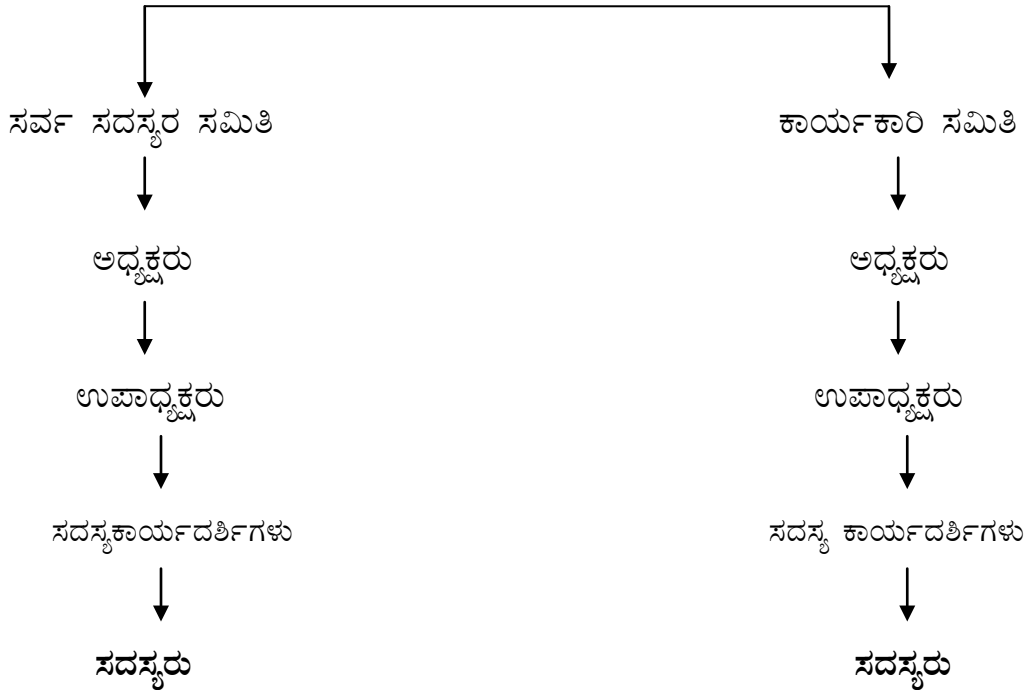 ಸರ್ವ ಸದಸ್ಯರ ಸಮಿತಿ ಕಾರ್ಯಕಾರಿ ಸಮಿತಿ
ಅಧ್ಯಕ್ಷರು ಅಧ್ಯಕ್ಷರು
ಉಪಾಧ್ಯಕ್ಷರು ಉಪಾಧ್ಯಕ್ಷರು
ಸದಸ್ಯಕಾರ್ಯದರ್ಶಿಗಳು ಸದಸ್ಯ ಕಾರ್ಯದರ್ಶಿಗಳು
ಸದಸ್ಯರು ಸದಸ್ಯರು